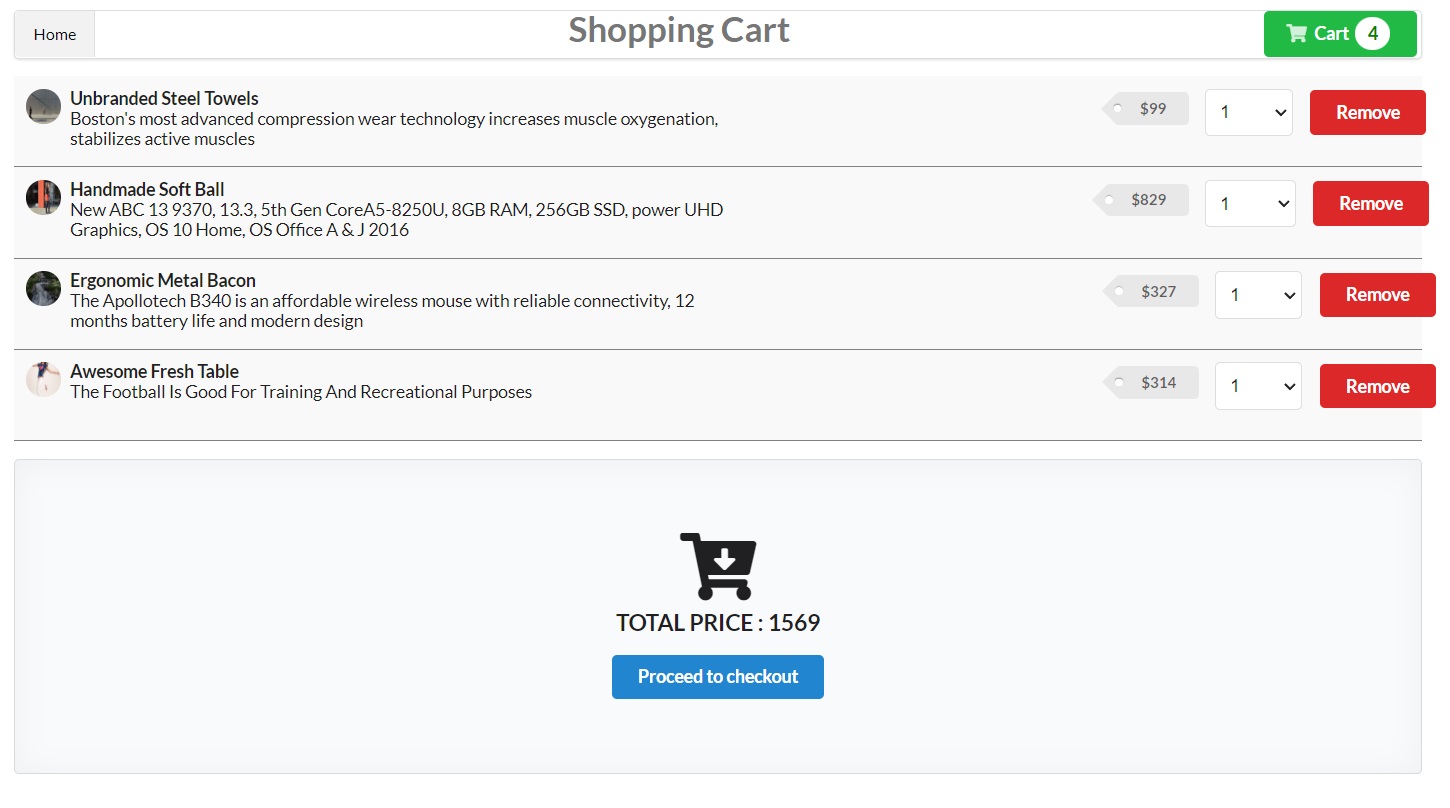 Home
Shopping Cart
Cart 4
Unbranded Steel Towels
Boston's most advanced compression wear technology increases muscle oxygenation,
stabilizes active muscles
$99
1
Remove
Handmade Soft Ball
New ABC 13 9370, 13.3, 5th Gen CoreA5-8250U, 8GB RAM, 256GB SSD, power UHD
Graphics, OS 10 Home, OS Office A & J 2016
$829
1
Remove
Ergonomic Metal Bacon
The Apollotech B340 is an affordable wireless mouse with reliable connectivity, 12
months battery life and modern design
$327
1
Remove
Awesome Fresh Table
The Football Is Good For Training And Recreational Purposes
$314
1
Remove
TOTAL PRICE : 1569
Proceed to checkout